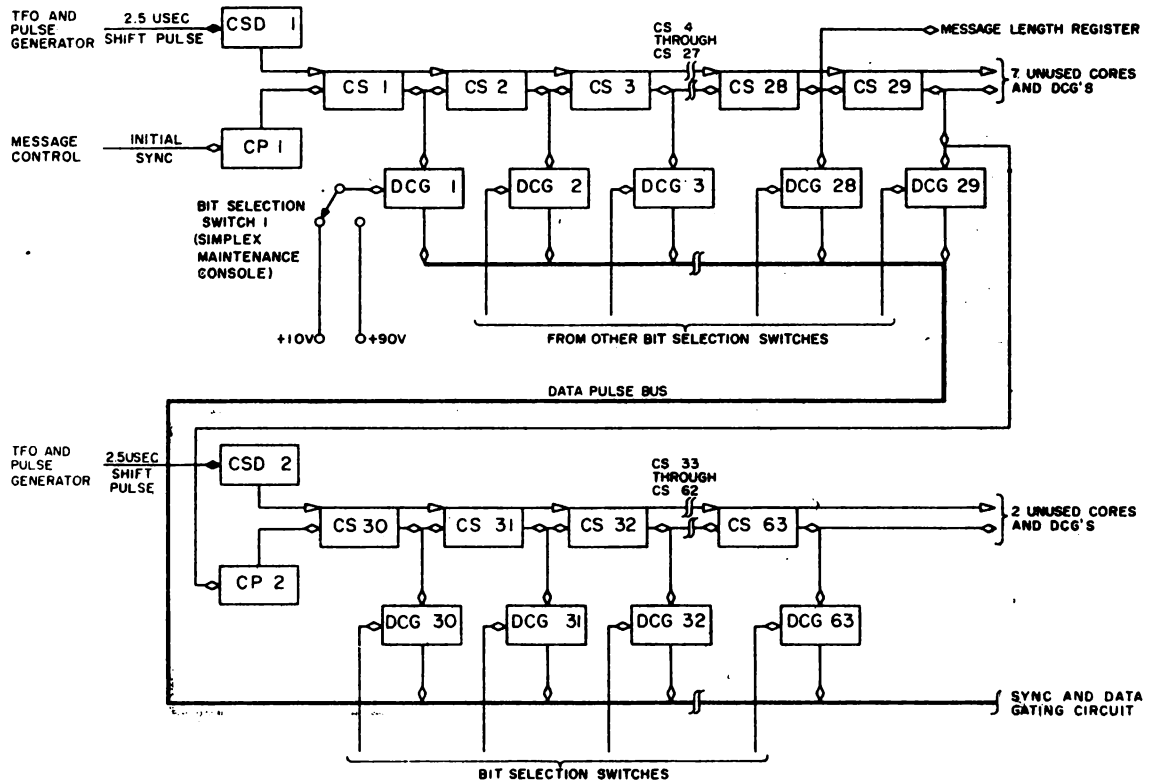 TFO AND
PULSE
GENERATOR
2.5 USEC
SHIFT PULSE
CSD 1
CS 4
THROUGH
CS 27
MESSAGE LENGTH REGISTER
CS 1
CS 2
CS 3
CS 28
CS 29
7 UNUSED CORES
AND DCG'S
MESSAGE
CONTROL
INITIAL
SYNC
CP 1
DCG 1
DCG 2
DCG 3
DCG 28
DCG 29
BIT SELECTION
SWITCH 1
(SIMPLEX
MAINTENANCE
CONSOLE)
+10V
+90V
FROM OTHER BIT SELECTION SWITCHES
DATA PULSE BUS
TFO AND
PULSE
GENERATOR
2.5USEC
SHIFT
PULSE
CSD 2
CS 33
THROUGH
CS 62
CS 30
CS 31
CS 32
CS 63
2 UNUSED CORES
AND DCG'S
CP 2
DCG 30
DCG 31
DCG 32
DCG 63
SYNC AND DATA
GATING CIRCUIT
BIT SELECTION SWITCHES